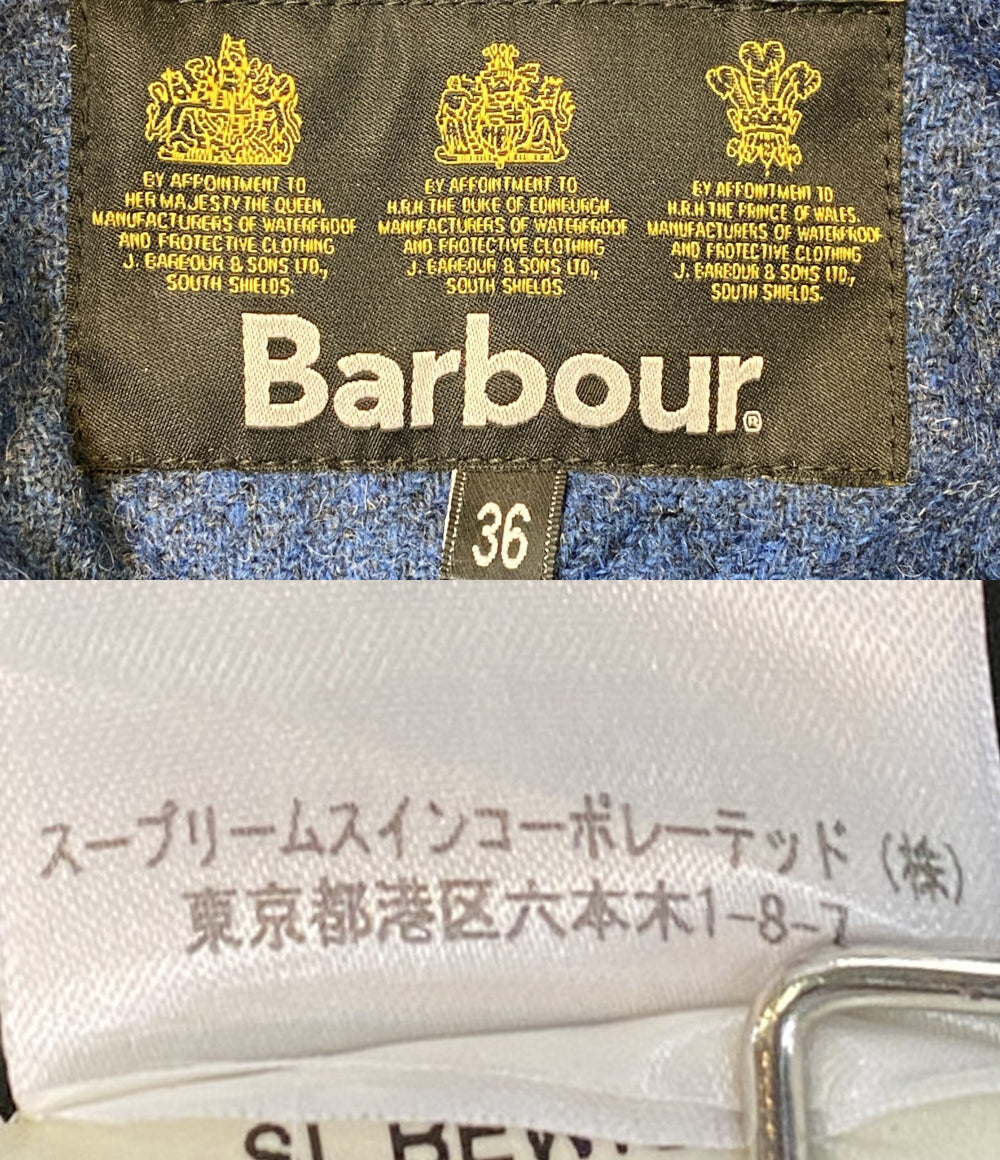 BY APPOINTMENT TO
HER MAJESTY THE QUEEN.
MANUFACTURERS OF WATERPROOF
AND PROTECTIVE CLOTHING
J. BARBOUR & SONS LTD.,
SOUTH SHIELDS.
BY APPOINTMENT TO
H.R.H. THE DUKE OF EDINBURGH.
MANUFACTURERS OF WATERPROOF
AND PROTECTIVE CLOTHING
J. BARBOUR & SONS LTD.,
SOUTH SHIELDS.
BY APPOINTMENT TO
H.R.H THE PRINCE OF WALES.
MANUFACTURERS OF WATERPROOF
AND PROTECTIVE CLOTHING
J. BARBOUR & SONS LTD.,
SOUTH SHIELDS.
Barbour®
36
スープリームスインコーポレーテッド (株)
東京都港区六本木1-8-7
SL